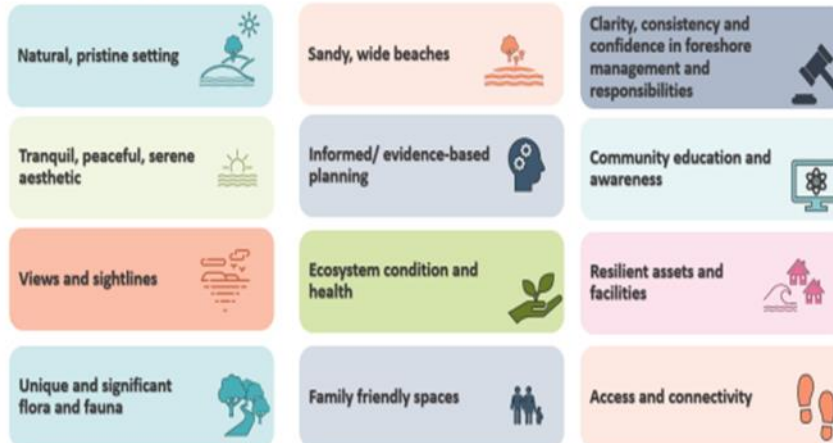 Natural, pristine setting
Sandy, wide beaches
Clarity, consistency and
confidence in foreshore
management and
responsibilities
Tranquil, peaceful, serene
aesthetic
Informed/ evidence-based
planning
Community education and
awareness
Views and sightlines
Ecosystem condition and
health
Resilient assets and
facilities
Unique and significant
flora and fauna
Family friendly spaces
Access and connectivity